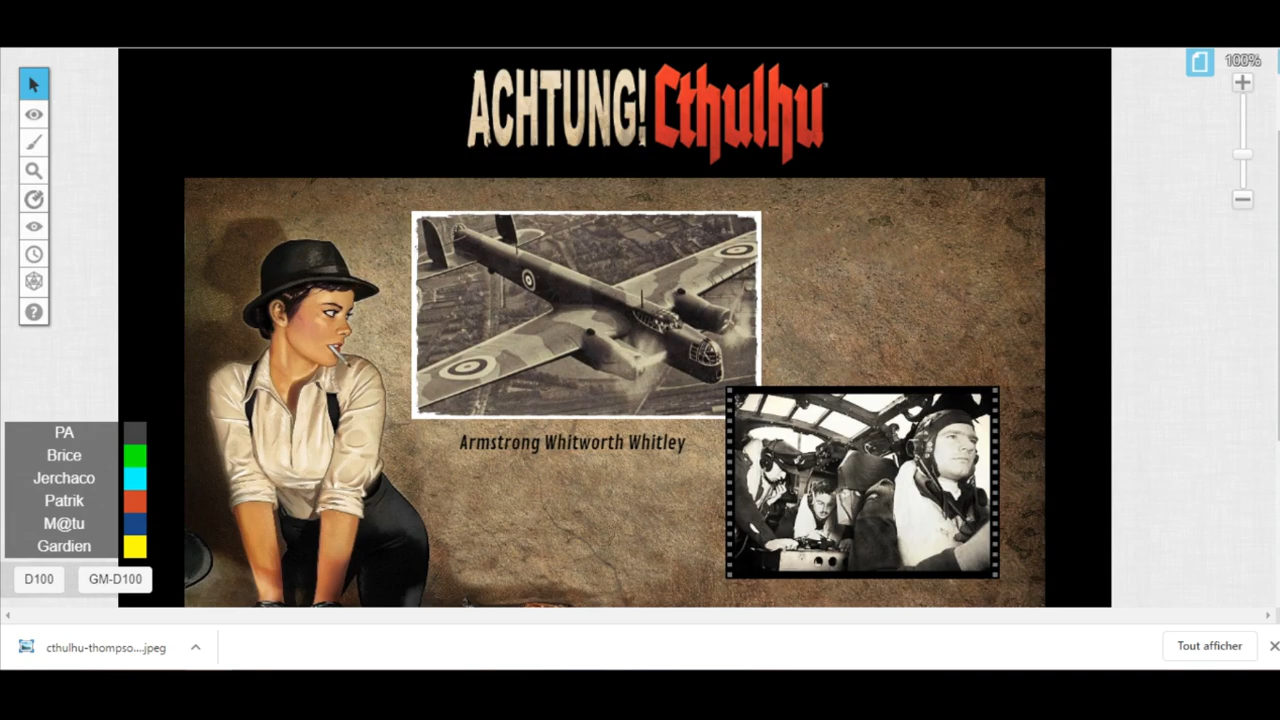 ACHTUNG! Cthulhu
100%
Armstrong Whitworth Whitley
PA
Brice
Jerchaco
Patrik
M@tu
Gardien
D100
GM-D100
cthulhu-thompso....jpeg
Tout afficher